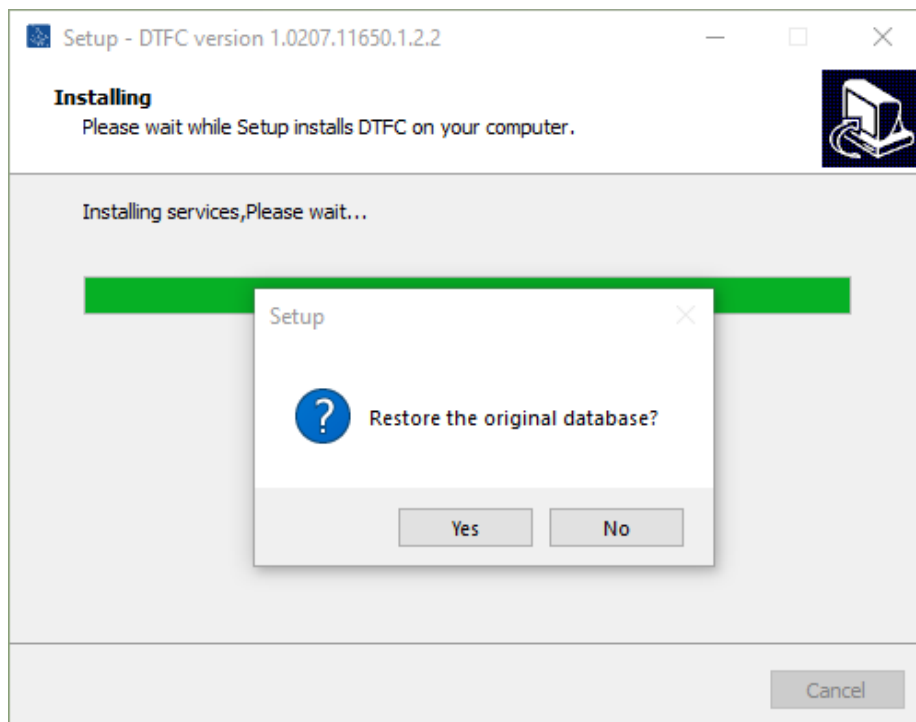 Setup - DTFC version 1.0207.11650.1.2.2
Installing
Please wait while Setup installs DTFC on your computer.
Installing services,Please wait...
Setup
?
Restore the original database?
Yes
No
Cancel